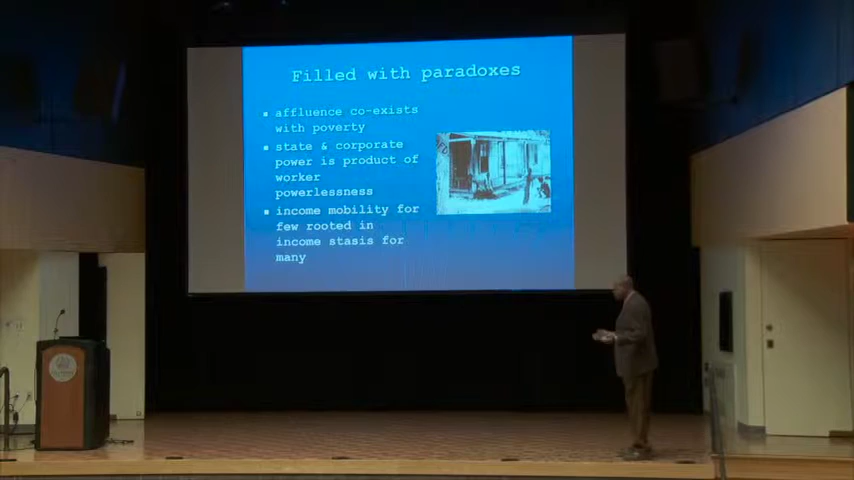 Filled with paradoxes
affluence co-exists
with poverty
state & corporate
power is product of
worker
powerlessness
income mobility for
few rooted in
income stasis for
many